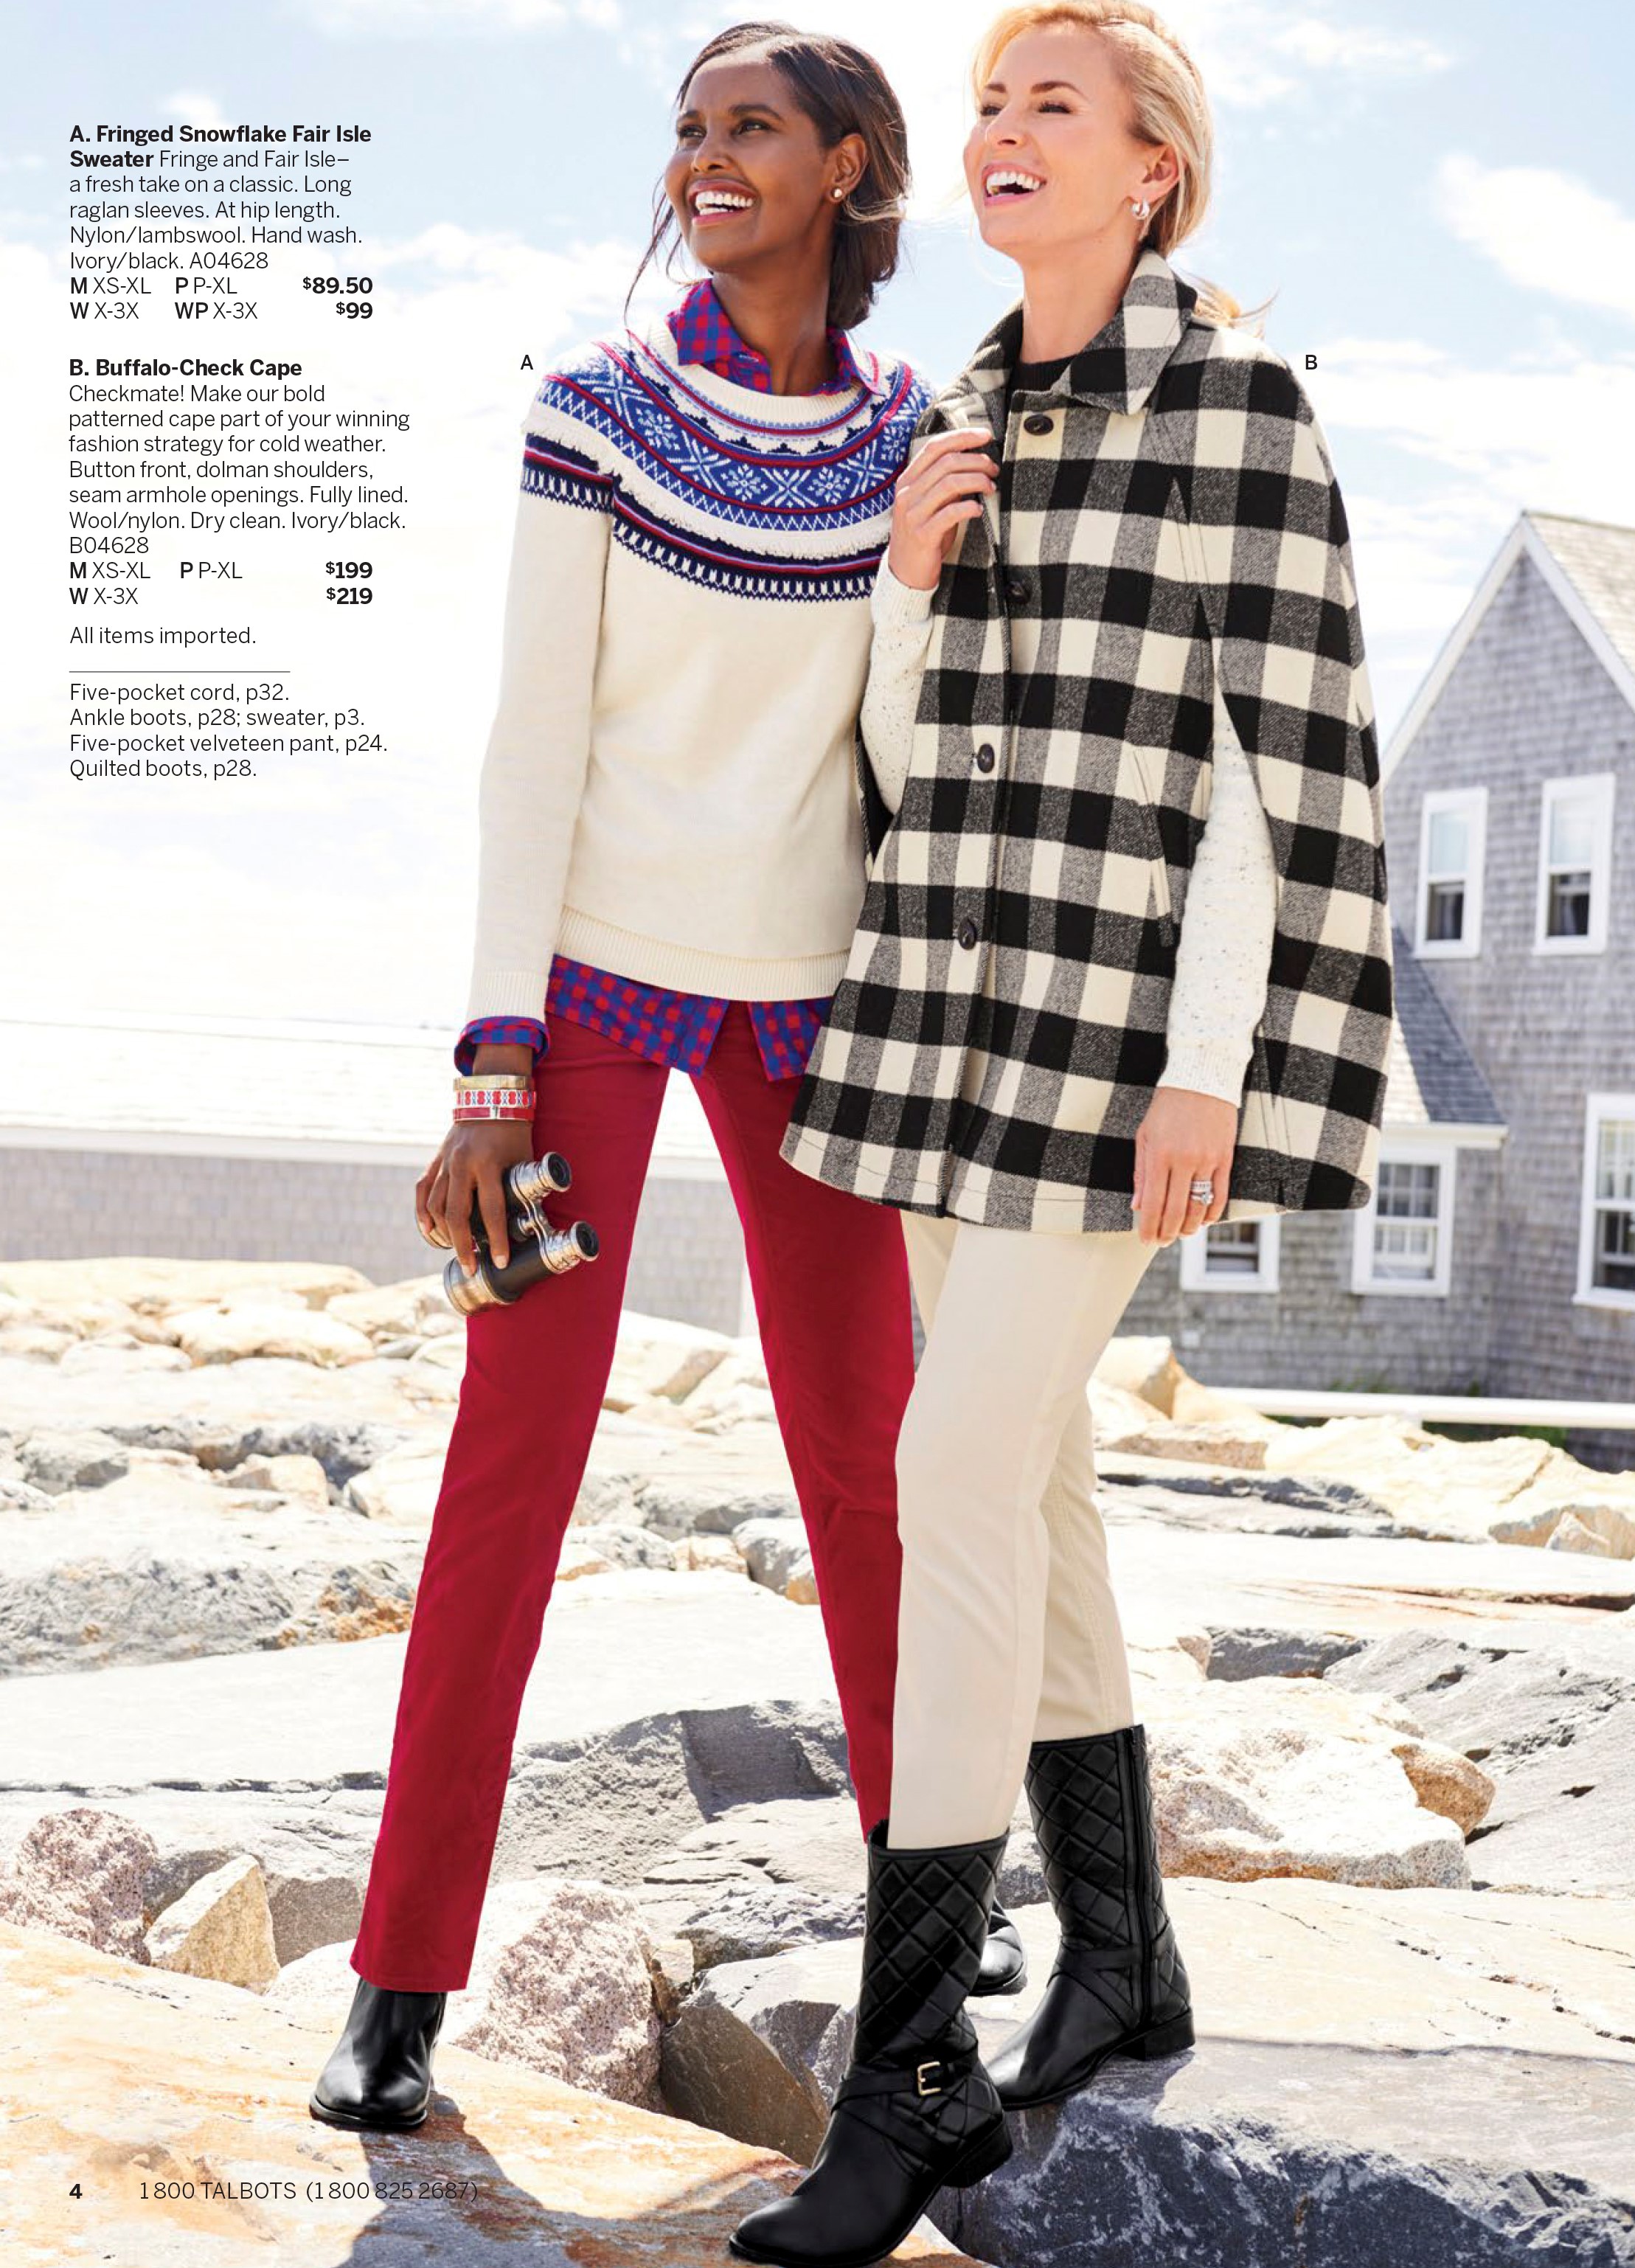 A. Fringed Snowflake Fair Isle
Sweater Fringe and Fair Isle–
a fresh take on a classic. Long
raglan sleeves. At hip length.
Nylon/lambswool. Hand wash.
Ivory/black. A04628
M XS-XL P P-XL $89.50
W X-3X WP X-3X $99
B. Buffalo-Check Cape
Checkmate! Make our bold
patterned cape part of your winning
fashion strategy for cold weather.
Button front, dolman shoulders,
seam armhole openings. Fully lined.
Wool/nylon. Dry clean. Ivory/black.
B04628
M XS-XL P P-XL $199
W X-3X $219
All items imported.
Five-pocket cord, p32.
Ankle boots, p28; sweater, p3.
Five-pocket velveteen pant, p24.
Quilted boots, p28.
A
B
4 1 800 TALBOTS (1 800 825 2687)